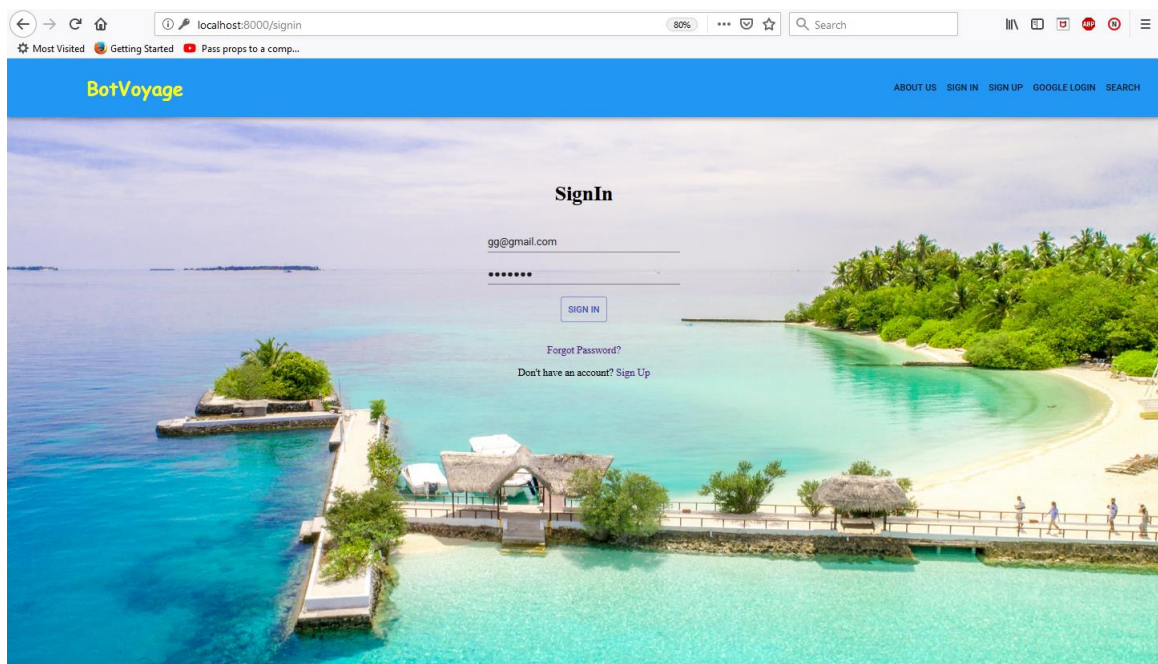 localhost:8000/signin
80%
Search
Most Visited
Getting Started
Pass props to a comp...
BotVoyage
ABOUT US SIGN IN SIGN UP GOOGLE LOGIN SEARCH
SignIn
gg@gmail.com
•••••••
SIGN IN
Forgot Password?
Don't have an account? Sign Up